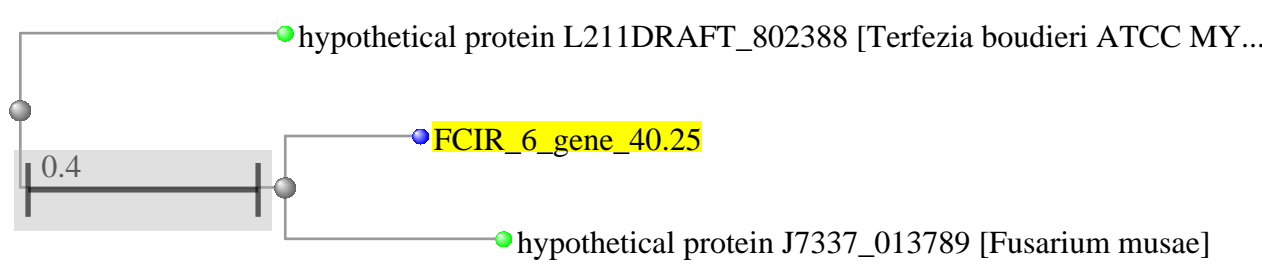 hypothetical protein L211DRAFT_802388 [Terfezia boudieri ATCC MY...
FCIR_6_gene_40.25
0.4
hypothetical protein J7337_013789 [Fusarium musae]